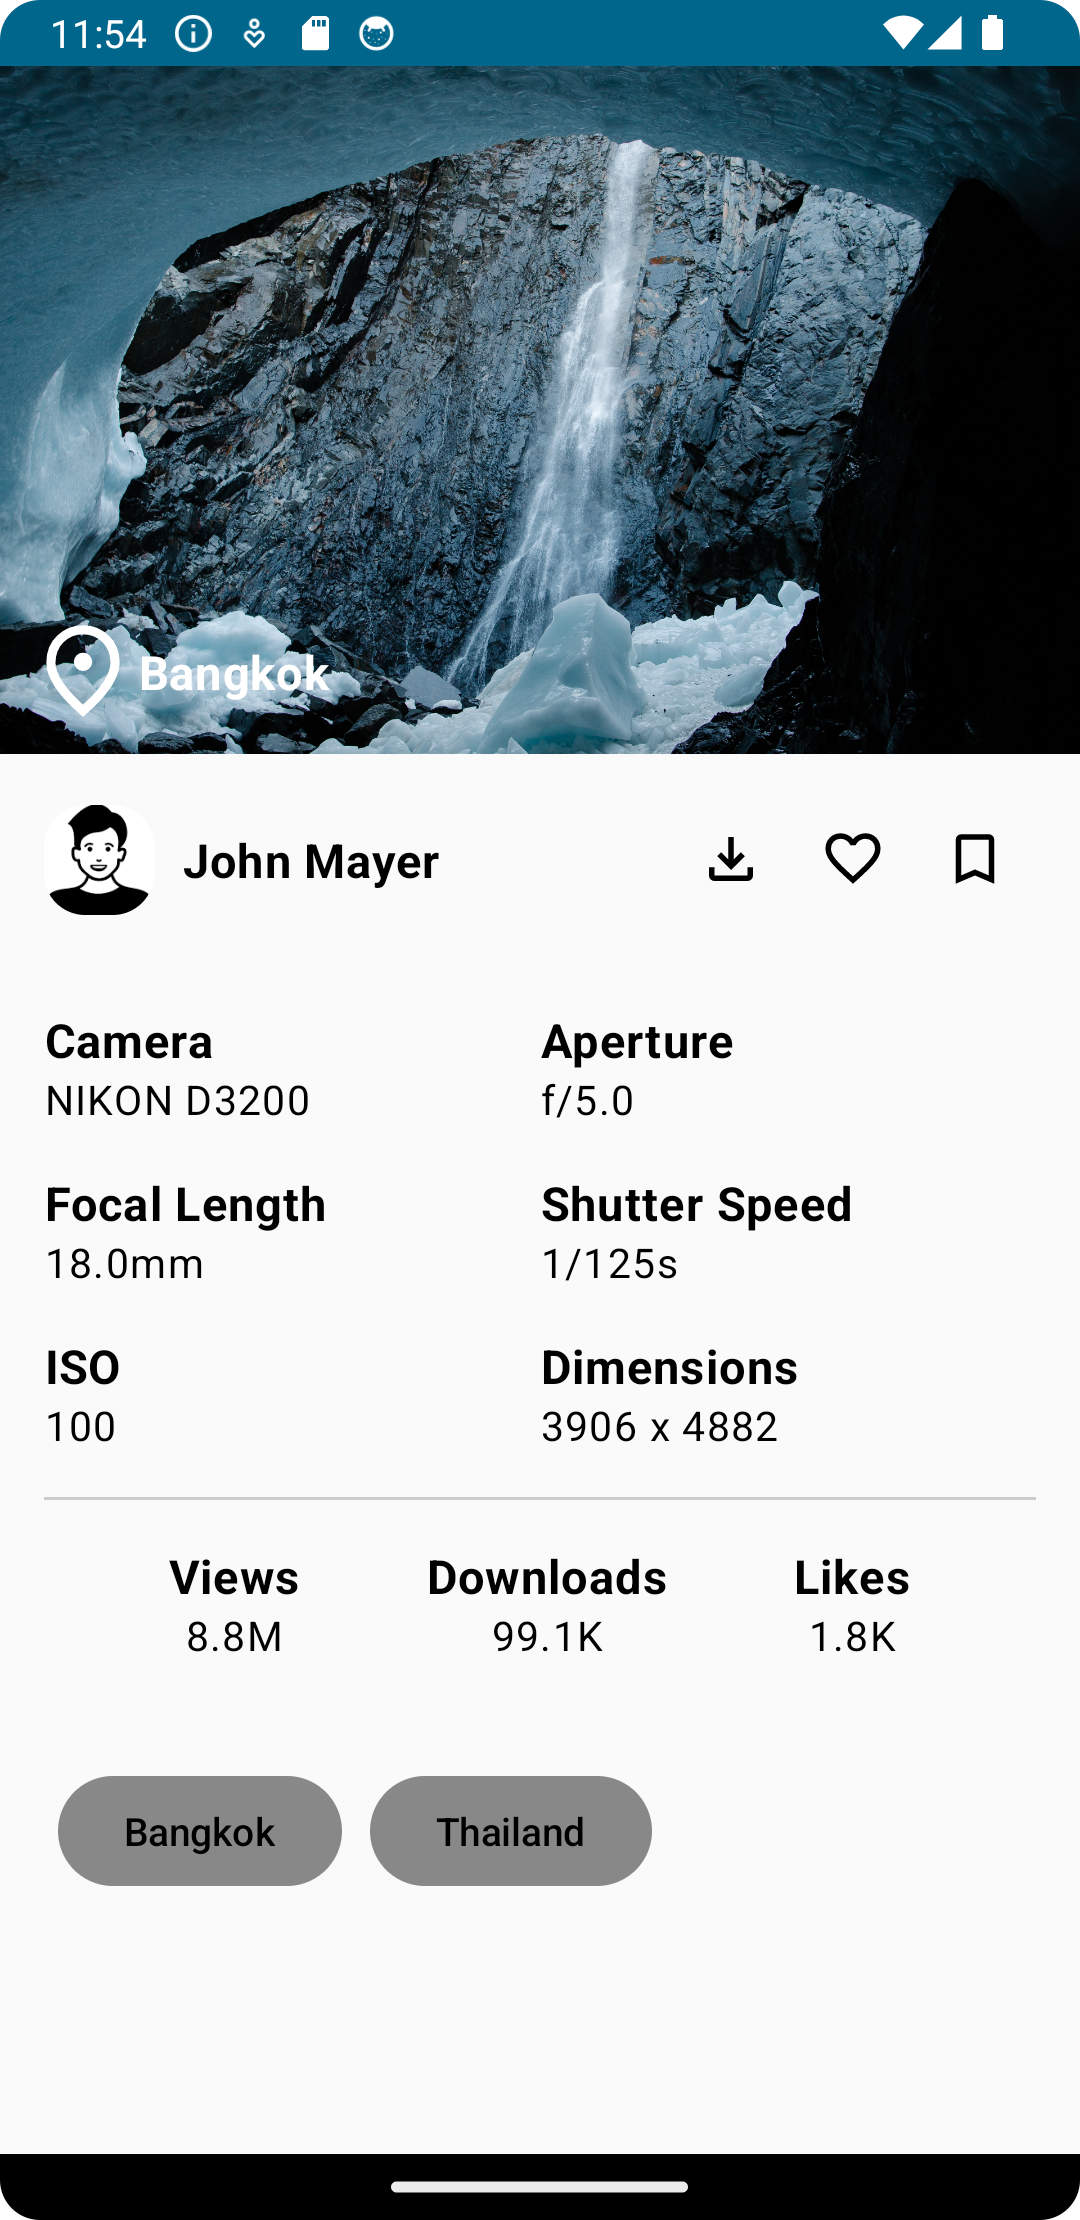 11:54
Bangkok
John Mayer
Camera
NIKON D3200
Aperture
f/5.0
Focal Length
18.0mm
Shutter Speed
1/125s
ISO
100
Dimensions
3906 x 4882
Views
8.8M
Downloads
99.1K
Likes
1.8K
Bangkok
Thailand